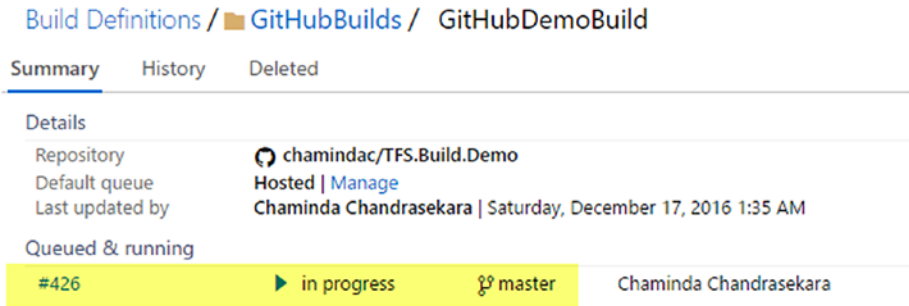 Build Definitions / GitHubBuilds / GitHubDemoBuild
Summary History Deleted
Details
Repository chamindac/TFS.Build.Demo
Default queue Hosted | Manage
Last updated by Chaminda Chandrasekara | Saturday, December 17, 2016 1:35 AM
Queued & running
#426 in progress master Chaminda Chandrasekara